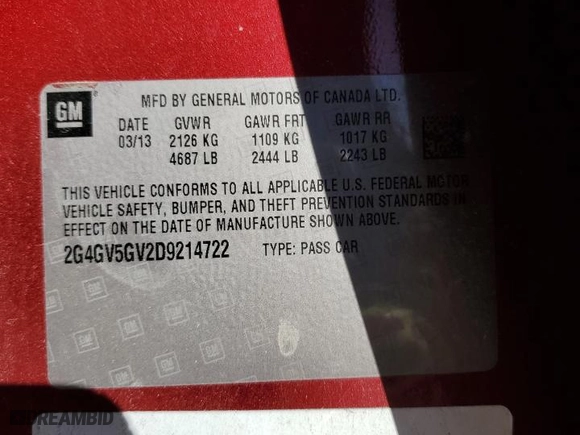 GM
MFD BY GENERAL MOTORS OF CANADA LTD.
DATE GVWR GAWR FRT GAWR RR
03/13 2126 KG 1109 KG 1017 KG
4687 LB 2444 LB 2243 LB
THIS VEHICLE CONFORMS TO ALL APPLICABLE U.S. FEDERAL MOTOR
VEHICLE SAFETY, BUMPER, AND THEFT PREVENTION STANDARDS IN
EFFECT ON THE DATE OF MANUFACTURE SHOWN ABOVE.
2G4GV5GV2D9214722 TYPE: PASS CAR
DREAMBID